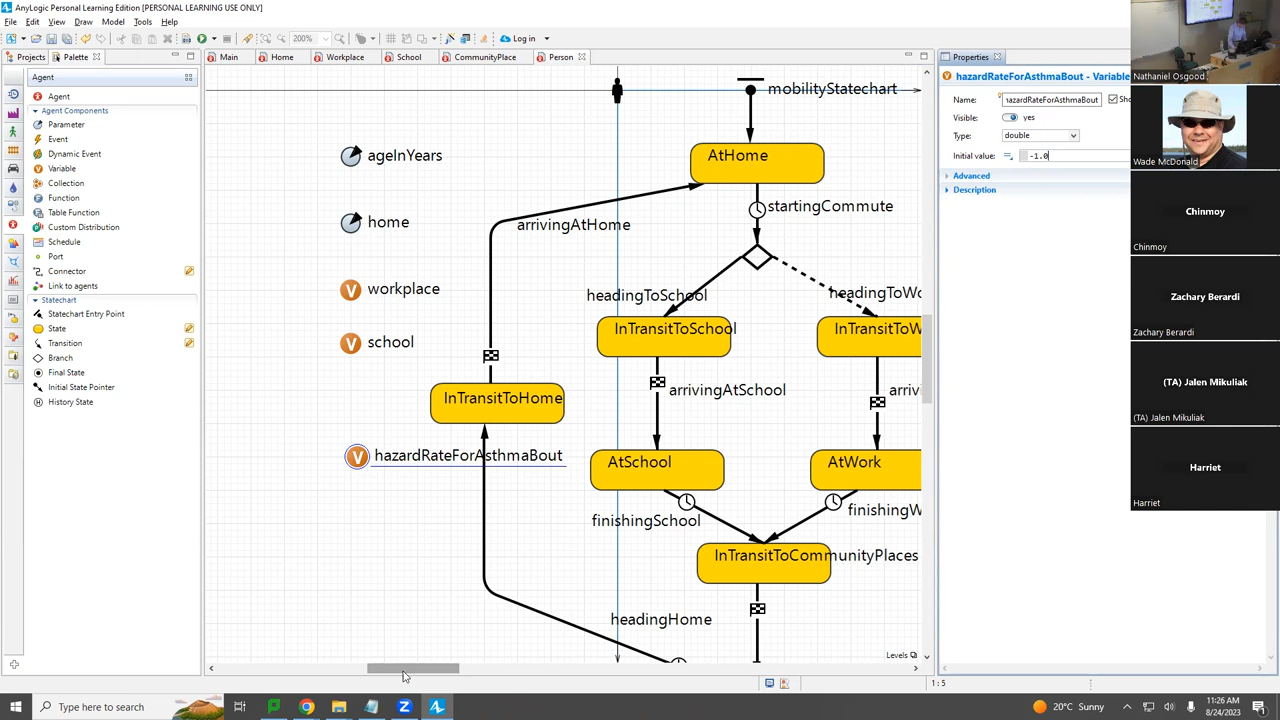 AnyLogic Personal Learning Edition [PERSONAL LEARNING USE ONLY]
File Edit View Draw Model Tools Help
200% Log in
Projects Palette Main Home Workplace School CommunityPlace Person Properties
Agent
Agent
Agent Components
Parameter
Event
Dynamic Event
Variable
Collection
Function
Table Function
Custom Distribution
Schedule
Port
Connector
Link to agents
Statechart
Statechart Entry Point
State
Transition
Branch
Final State
Initial State Pointer
History State
mobilityStatechart
AtHome
ageInYears
startingCommute
home
arrivingAtHome
workplace
headingToSchool
headingToWo
InTransitToSchool
InTransitToW
school
arrivingAtSchool
arriv
InTransitToHome
hazardRateForAsthmaBout
AtSchool
AtWork
finishingSchool
finishingW
InTransitToCommunityPlaces
headingHome
Levels
hazardRateForAsthmaBout - Variable
Name: hazardRateForAsthmaBout Sho
Visible: yes
Type: double
Initial value: -1.0
Advanced
Description
Nathaniel Osgood
Wade McDonald
Chinmoy
Chinmoy
Zachary Berardi
Zachary Berardi
(TA) Jalen Mikuliak
(TA) Jalen Mikuliak
Harriet
Harriet
1:5
Type here to search
20°C Sunny
11:26 AM
8/24/2023